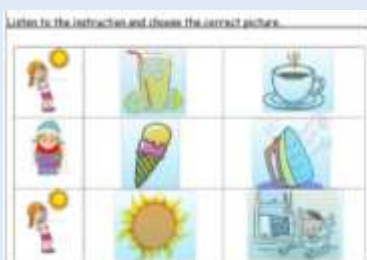 Listen to the instruction and choose the correct picture.